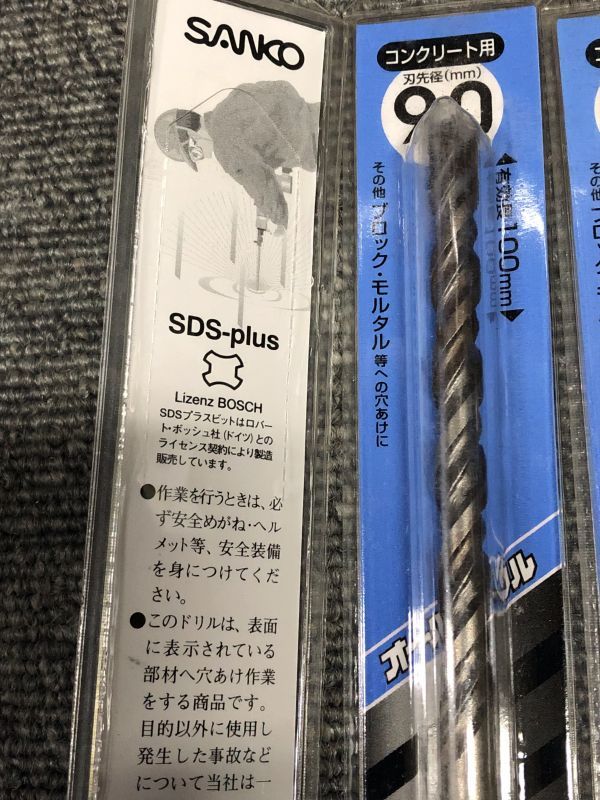 SANKO
SDS-plus
Lizenz BOSCH
SDSプラスビットはロバー
ト・ボッシュ社(ドイツ)との
ライセンス契約により製造
販売しています。
●作業を行うときは、必
ず安全めがね・ヘル
メット等、安全装備
を身につけてくだ
さい。
●このドリルは、表面
に表示されている
部材へ穴あけ作業
をする商品です。
目的以外に使用し
発生した事故など
について当社は一
コンクリート用
刃先径(mm)
有効長100mm
その他 ブロック・モルタル 等への穴あけに
その他 ブロック